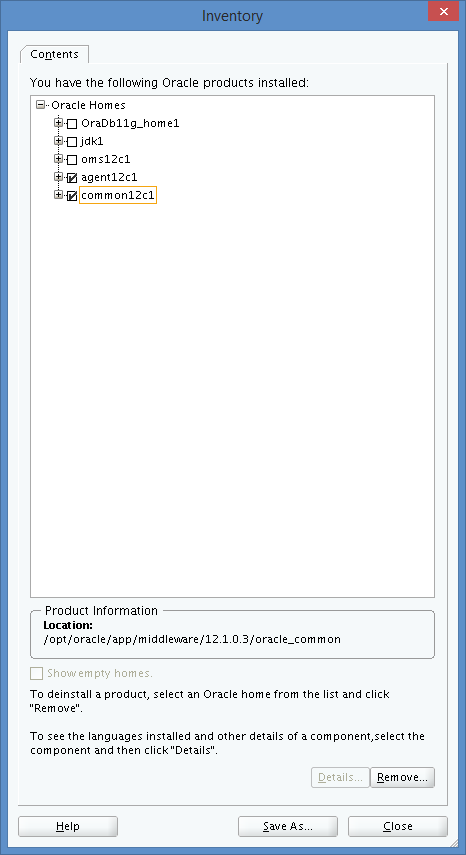 Inventory
Contents
You have the following Oracle products installed:
Oracle Homes
OraDb11g_home1
jdk1
oms12c1
agent12c1
common12c1
Product Information
Location:
/opt/oracle/app/middleware/12.1.0.3/oracle_common
Show empty homes.
To deinstall a product, select an Oracle home from the list and click
"Remove".
To see the languages installed and other details of a component,select the
component and then click "Details".
Details... Remove...
Help Save As... Close